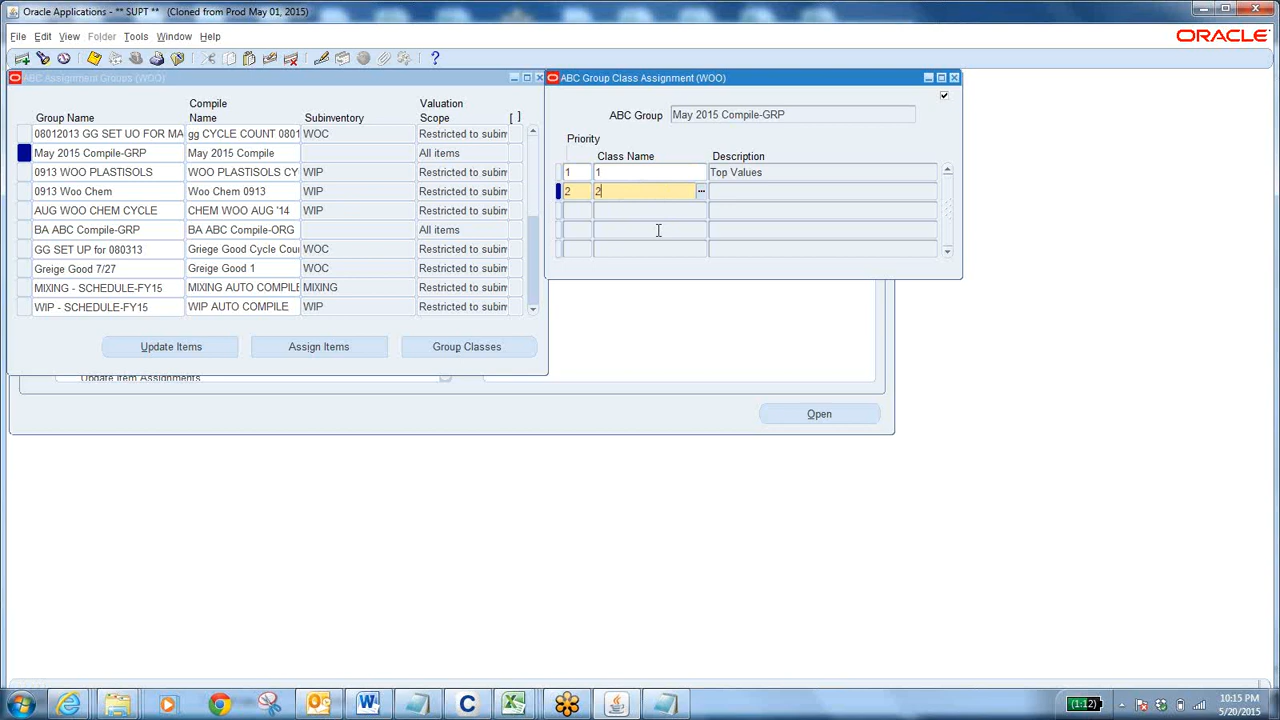 Oracle Applications - ** SUPT ** (Cloned from Prod May 01, 2015)
File Edit View Folder Tools Window Help
ORACLE
ABC Assignment Groups (WOO)
Compile Valuation
Group Name Name Subinventory Scope [ ]
08012013 GG SET UO FOR MA gg CYCLE COUNT 0801 WOC Restricted to subin
May 2015 Compile-GRP May 2015 Compile All items
0913 WOO PLASTISOLS WOO PLASTISOLS CY WIP Restricted to subin
0913 Woo Chem Woo Chem 0913 WIP Restricted to subin
AUG WOO CHEM CYCLE CHEM WOO AUG '14 WIP Restricted to subin
BA ABC Compile-GRP BA ABC Compile-ORG All items
GG SET UP for 080313 Griege Good Cycle Cou WOC Restricted to subin
Greige Good 7/27 Greige Good 1 WOC Restricted to subin
MIXING - SCHEDULE-FY15 MIXING AUTO COMPILE MIXING Restricted to subin
WIP - SCHEDULE-FY15 WIP AUTO COMPILE WIP Restricted to subin
Update Items Assign Items Group Classes
Update Item Assignments
ABC Group Class Assignment (WOO)
ABC Group May 2015 Compile-GRP
Priority
Class Name Description
1 1 Top Values
2 2
Open
(1:12) 10:15 PM
5/20/2015